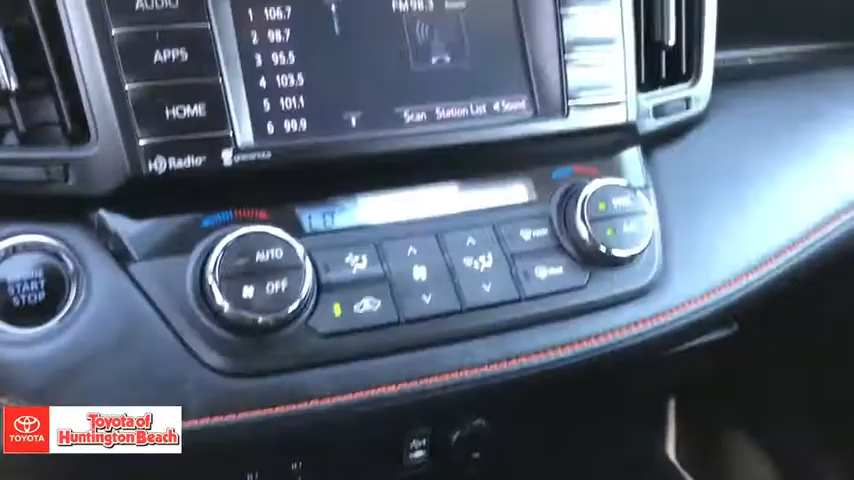 AUDIO
APPS
HOME
HD Radio
1 106.7
2 98.7
3 95.5
4 103.5
5 101.1
6 99.9
FM 98.3
Scan Station List Sound
LO
AUTO
OFF
START
STOP
TOYOTA
Toyota of
Huntington Beach